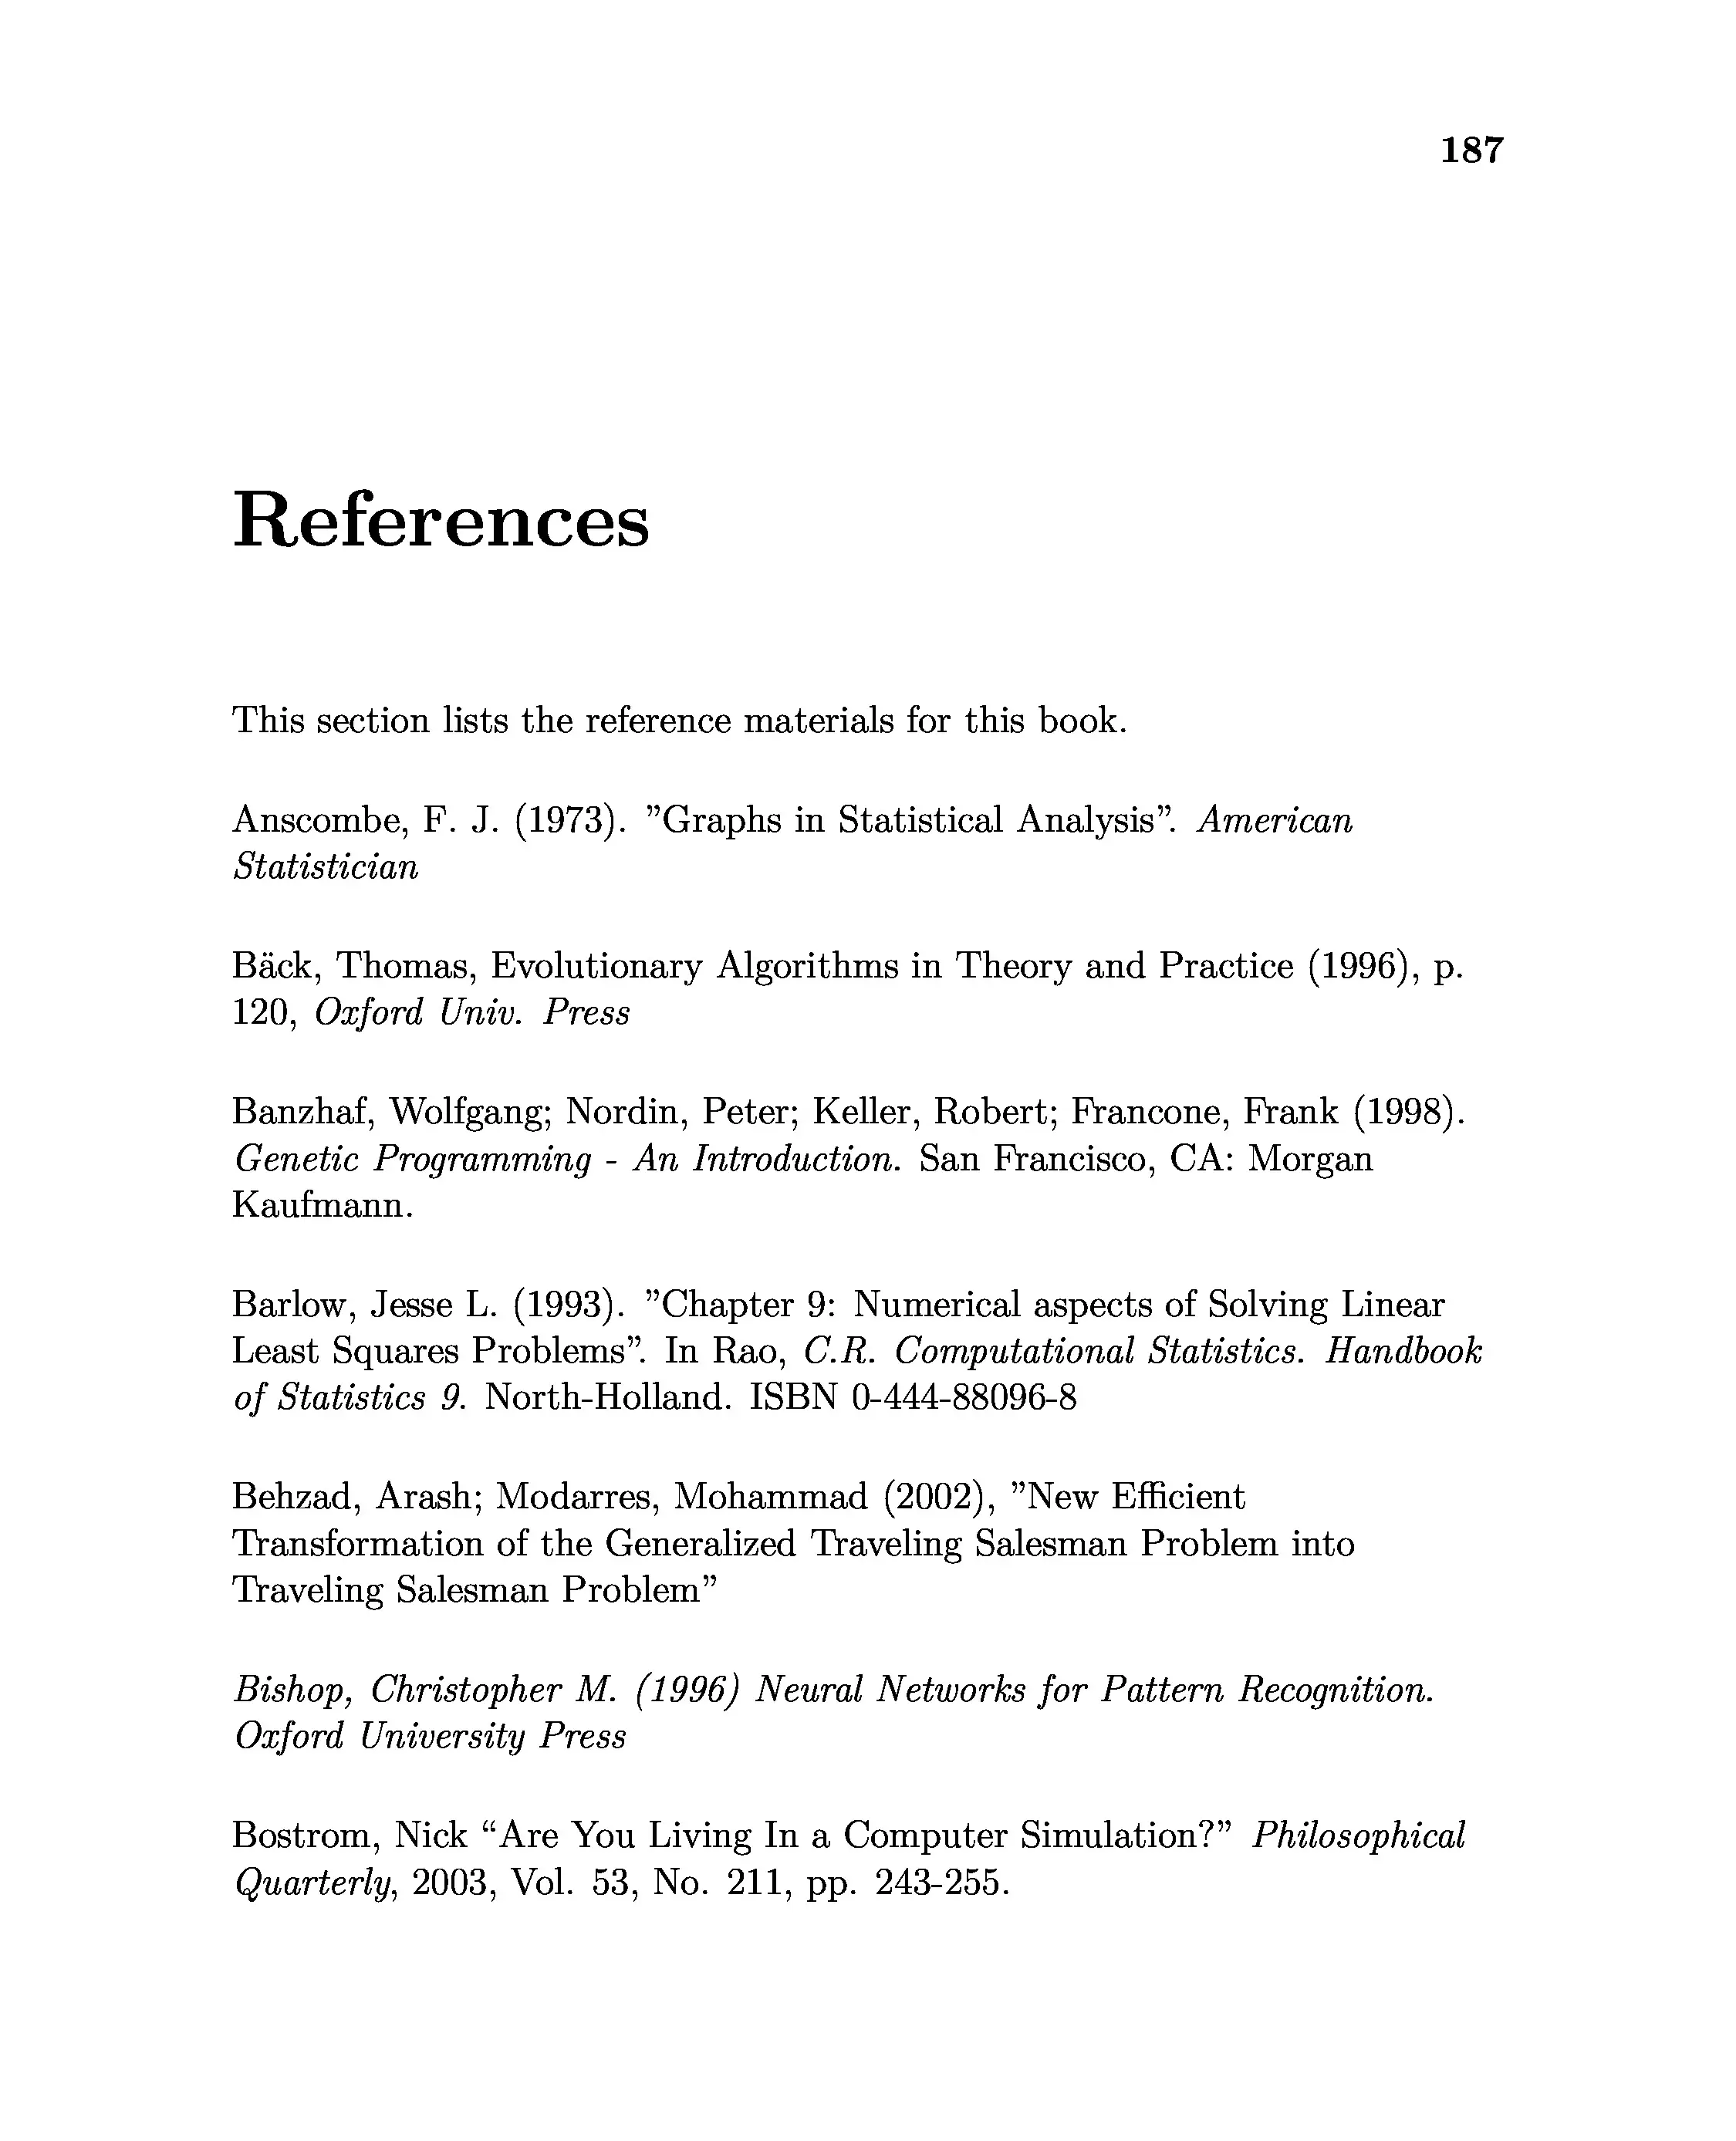 187
References
This section lists the reference materials for this book.
Anscombe, F. J. (1973). ”Graphs in Statistical Analysis”. American
Statistician
Bäck, Thomas, Evolutionary Algorithms in Theory and Practice (1996), p.
120, Oxford Univ. Press
Banzhaf, Wolfgang; Nordin, Peter; Keller, Robert; Francone, Frank (1998).
Genetic Programming - An Introduction. San Francisco, CA: Morgan
Kaufmann.
Barlow, Jesse L. (1993). ”Chapter 9: Numerical aspects of Solving Linear
Least Squares Problems”. In Rao, C.R. Computational Statistics. Handbook
of Statistics 9. North-Holland. ISBN 0-444-88096-8
Behzad, Arash; Modarres, Mohammad (2002), ”New Efficient
Transformation of the Generalized Traveling Salesman Problem into
Traveling Salesman Problem”
Bishop, Christopher M. (1996) Neural Networks for Pattern Recognition.
Oxford University Press
Bostrom, Nick “Are You Living In a Computer Simulation?” Philosophical
Quarterly, 2003, Vol. 53, No. 211, pp. 243-255.